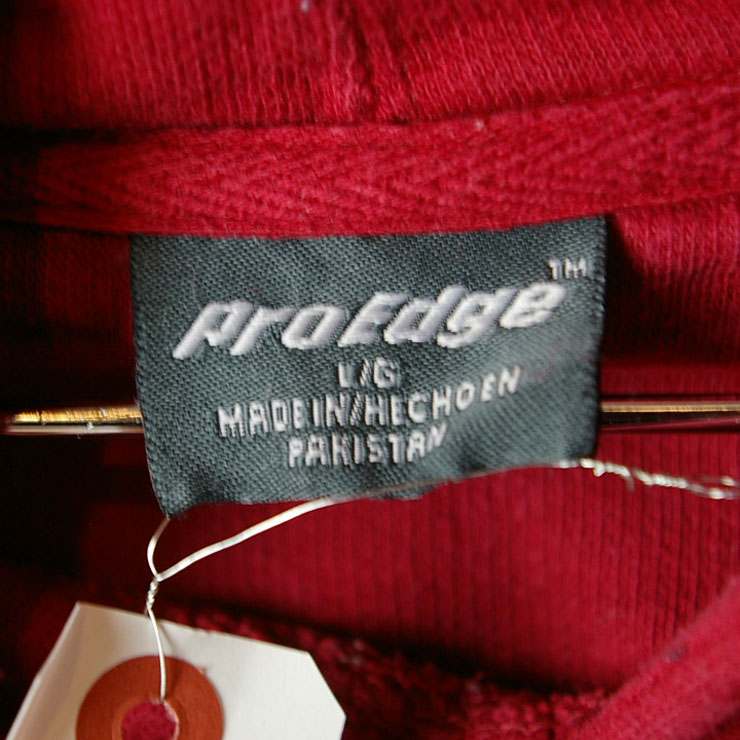 ProEdge™
L/G
MADE IN/HECHO EN
PAKISTAN